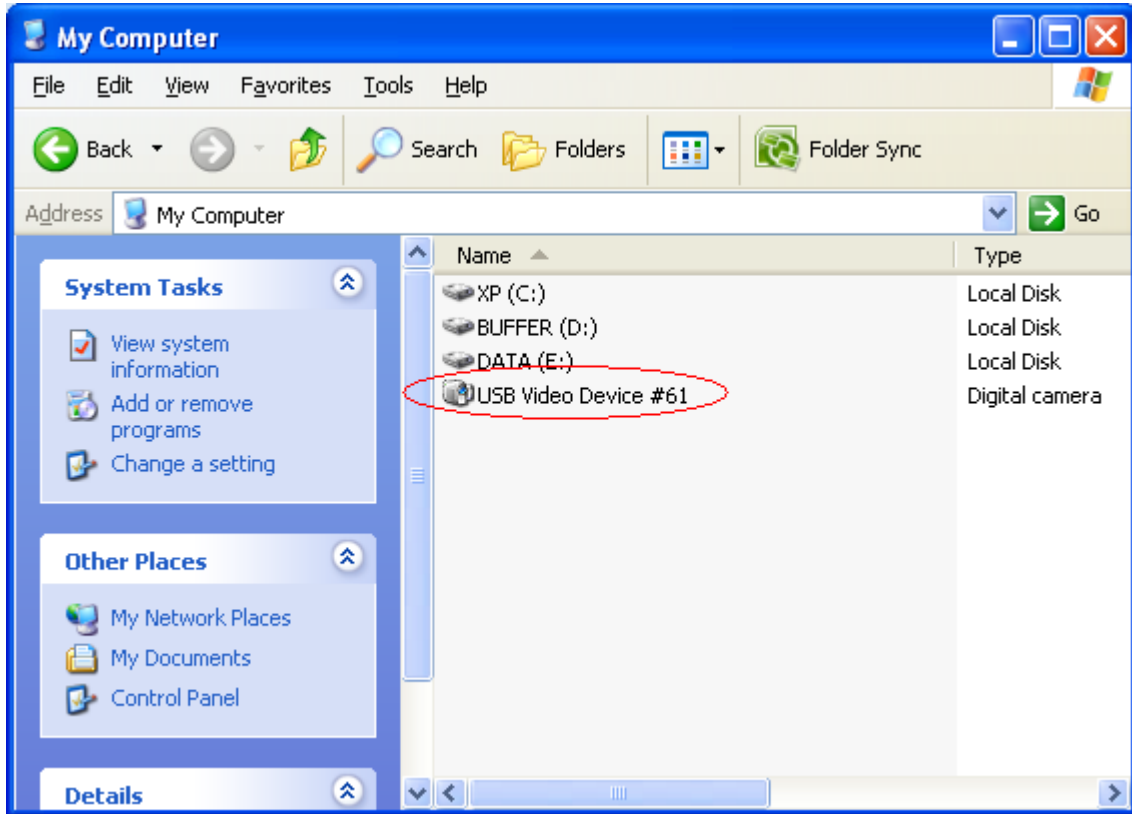 My Computer
File Edit View Favorites Tools Help
Back Search Folders Folder Sync
Address My Computer Go
System Tasks
View system
information
Add or remove
programs
Change a setting
Other Places
My Network Places
My Documents
Control Panel
Details
Name Type
XP (C:) Local Disk
BUFFER (D:) Local Disk
DATA (E:) Local Disk
USB Video Device #61 Digital camera